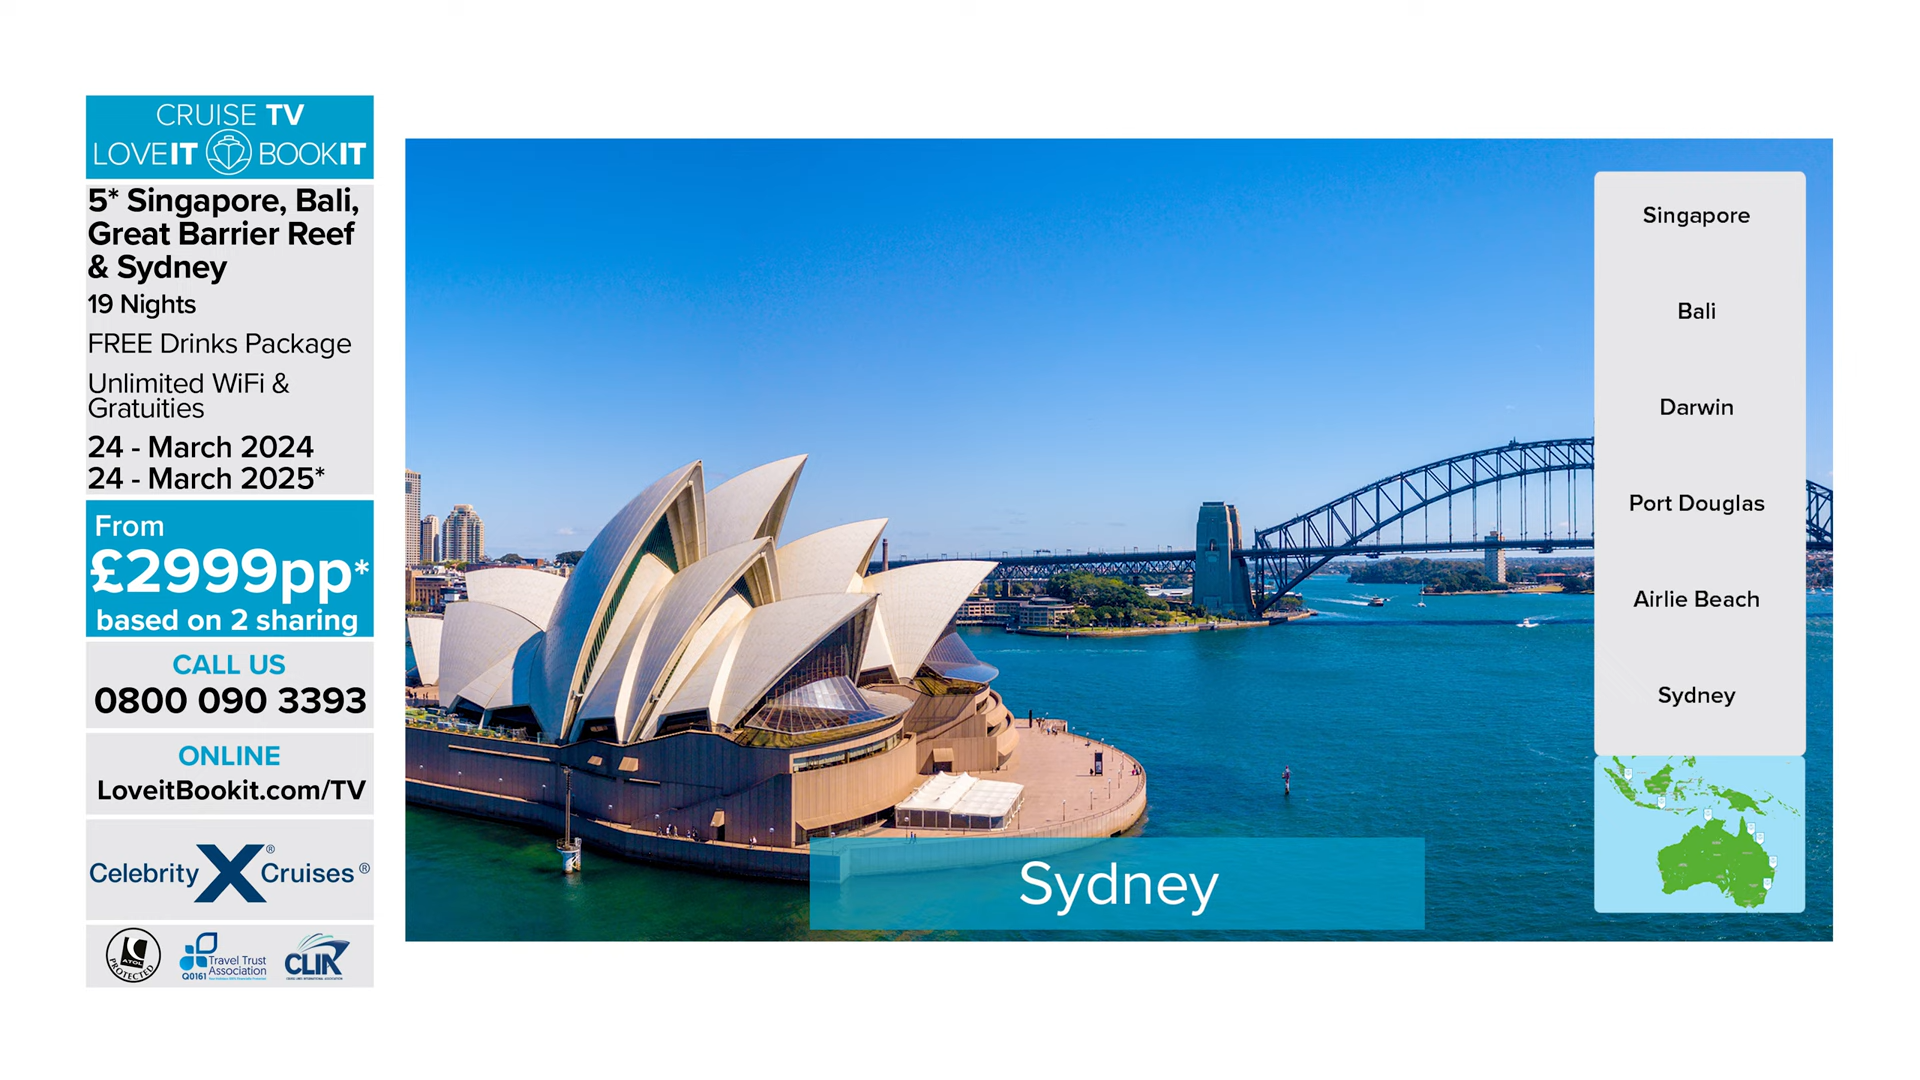 CRUISE TV
LOVEIT BOOKIT
5* Singapore, Bali,
Great Barrier Reef
& Sydney
19 Nights
FREE Drinks Package
Unlimited WiFi &
Gratuities
24 - March 2024
24 - March 2025*
From
£2999pp*
based on 2 sharing
CALL US
0800 090 3393
ONLINE
LoveitBookit.com/TV
Celebrity X® Cruises®
ATOL
PROTECTED
Travel Trust
Association
Q0161
CLIA
Singapore
Bali
Darwin
Port Douglas
Airlie Beach
Sydney
Sydney